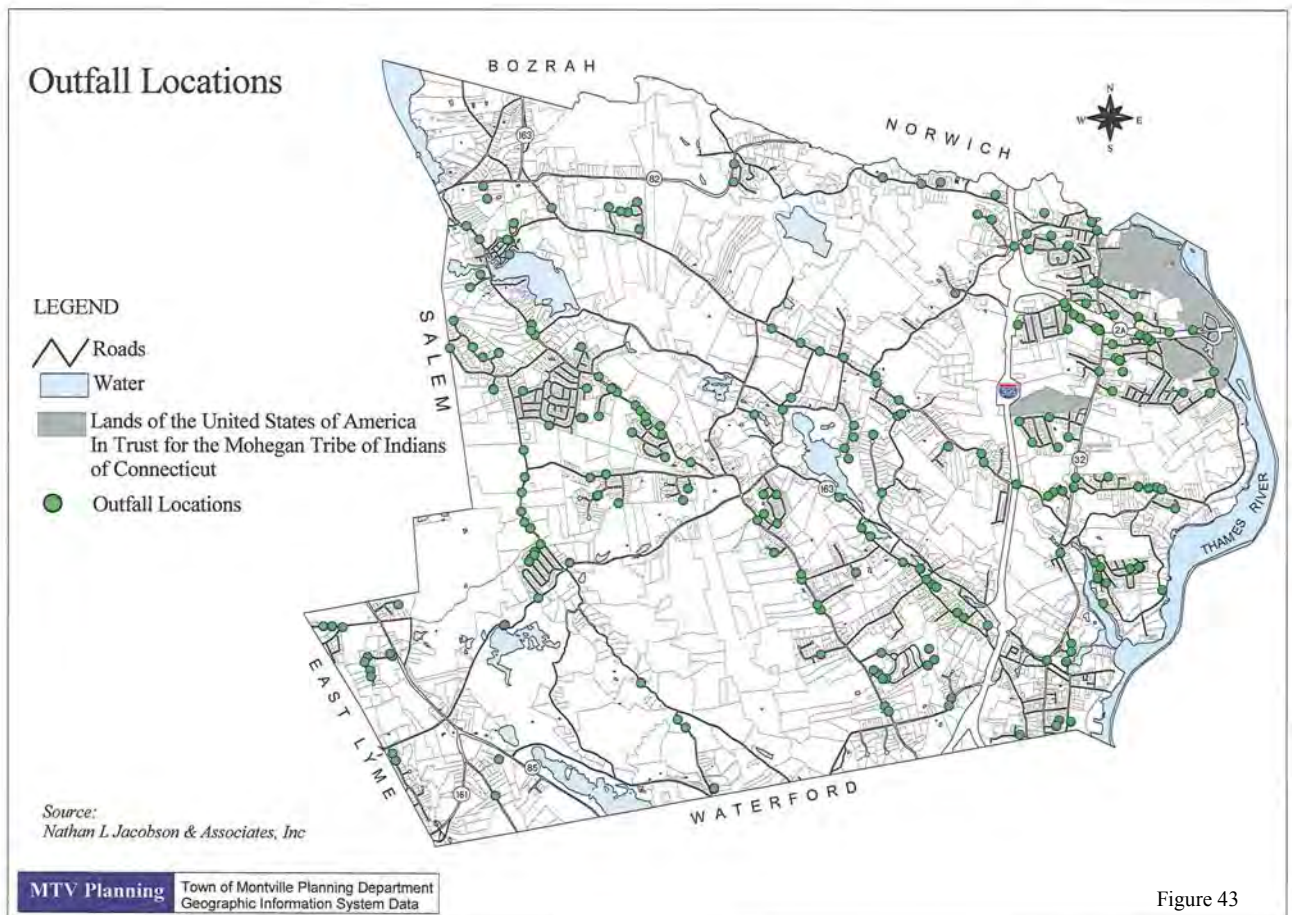 Outfall Locations
BOZRAH
NORWICH
N
W
E
S
163
82
SALEM
2A
LEGEND
Roads
Water
Lands of the United States of America
In Trust for the Mohegan Tribe of Indians
of Connecticut
Outfall Locations
32
163
THAMES RIVER
EAST LYME
85
161
WATERFORD
Source:
Nathan L Jacobson & Associates, Inc
MTV Planning
Town of Montville Planning Department
Geographic Information System Data
Figure 43